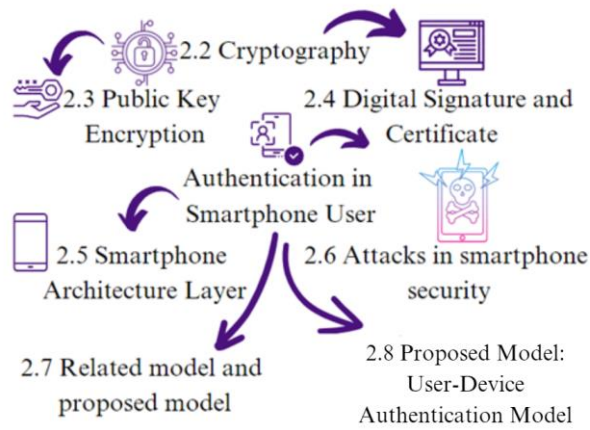 2.2 Cryptography
2.3 Public Key
Encryption
2.4 Digital Signature and
Certificate
Authentication in
Smartphone User
2.5 Smartphone
Architecture Layer
2.6 Attacks in smartphone
security
2.7 Related model and
proposed model
2.8 Proposed Model:
User-Device
Authentication Model